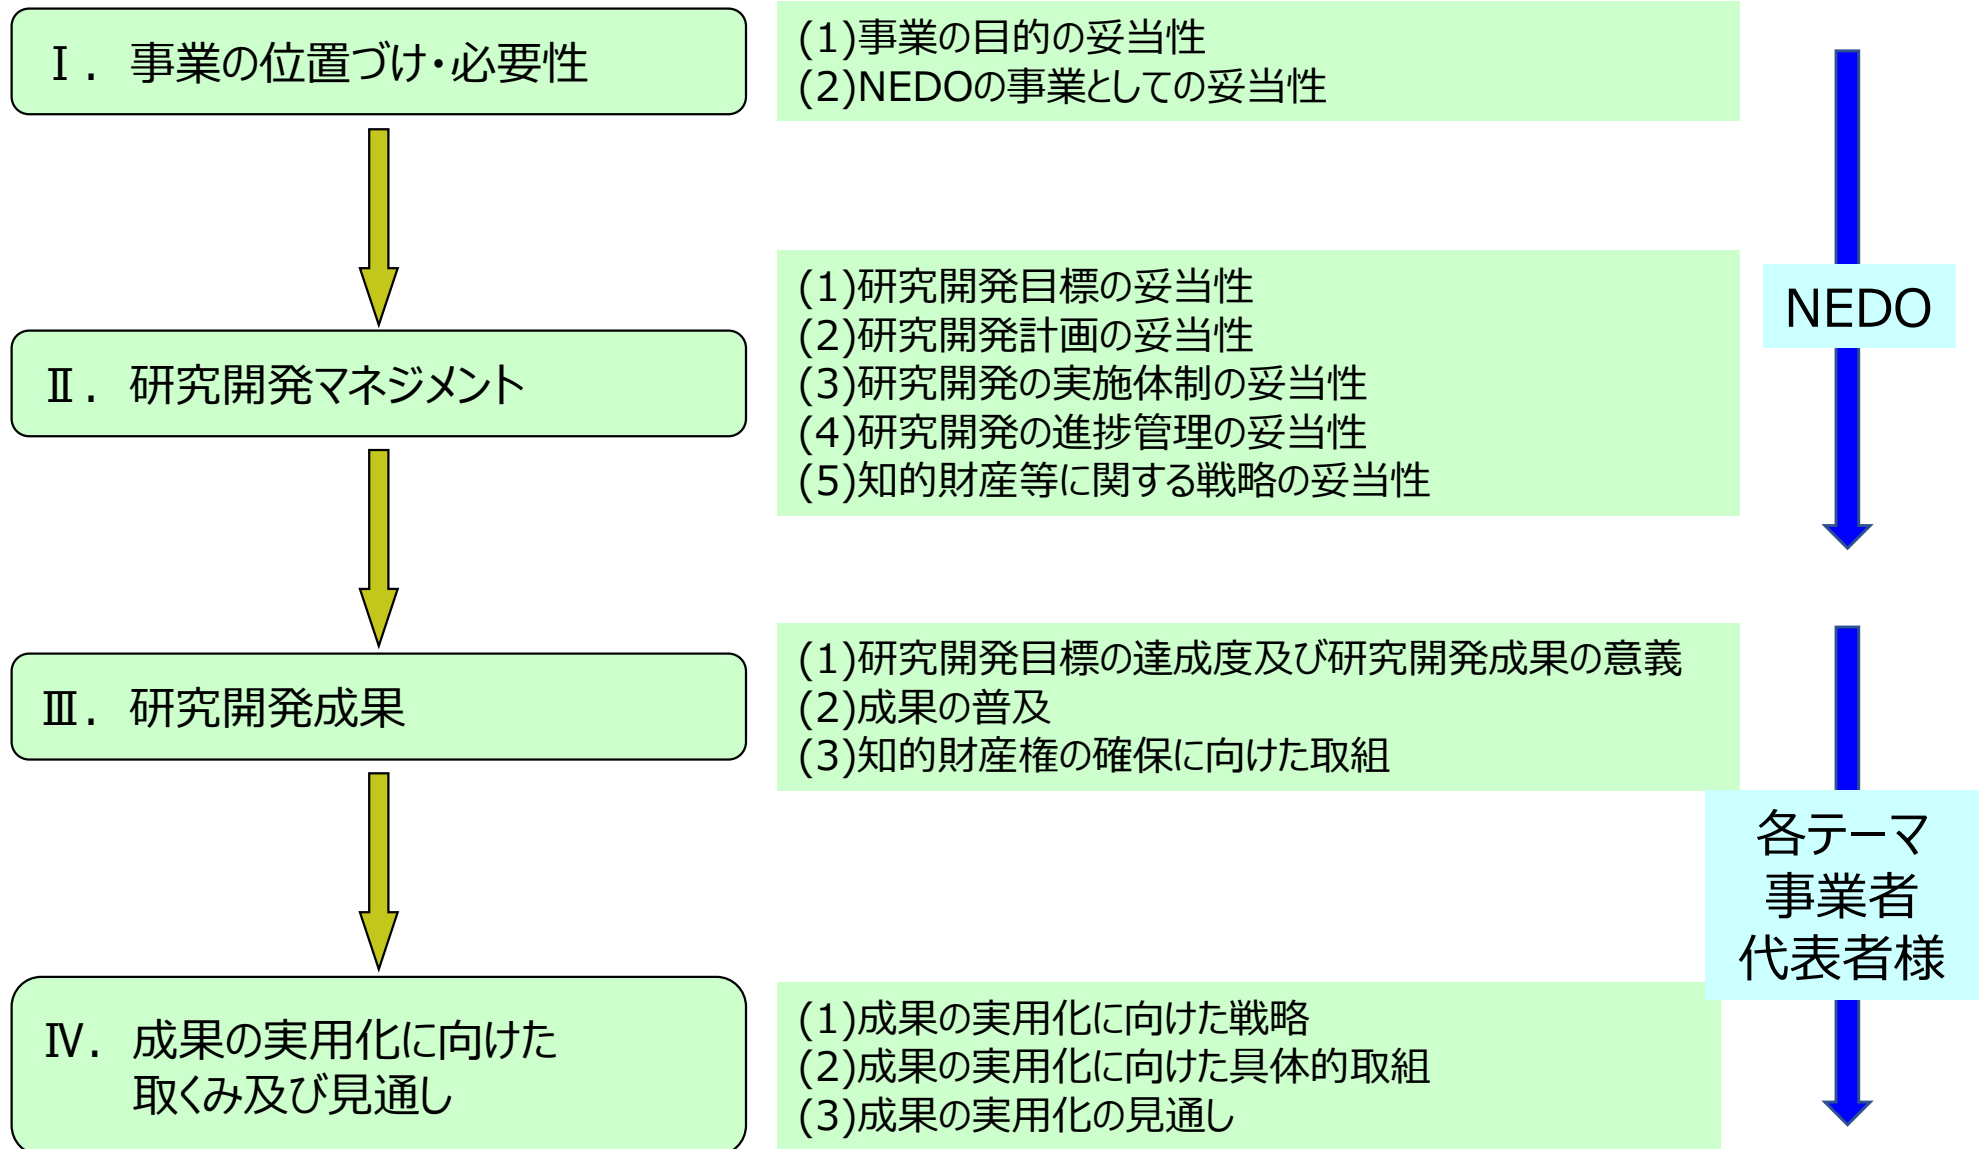 Ⅰ. 事業の位置づけ・必要性
(1)事業の目的の妥当性
(2)NEDOの事業としての妥当性
NEDO
Ⅱ. 研究開発マネジメント
(1)研究開発目標の妥当性
(2)研究開発計画の妥当性
(3)研究開発の実施体制の妥当性
(4)研究開発の進捗管理の妥当性
(5)知的財産等に関する戦略の妥当性
Ⅲ. 研究開発成果
(1)研究開発目標の達成度及び研究開発成果の意義
(2)成果の普及
(3)知的財産権の確保に向けた取組
各テーマ
事業者
代表者様
Ⅳ. 成果の実用化に向けた
取くみ及び見通し
(1)成果の実用化に向けた戦略
(2)成果の実用化に向けた具体的取組
(3)成果の実用化の見通し